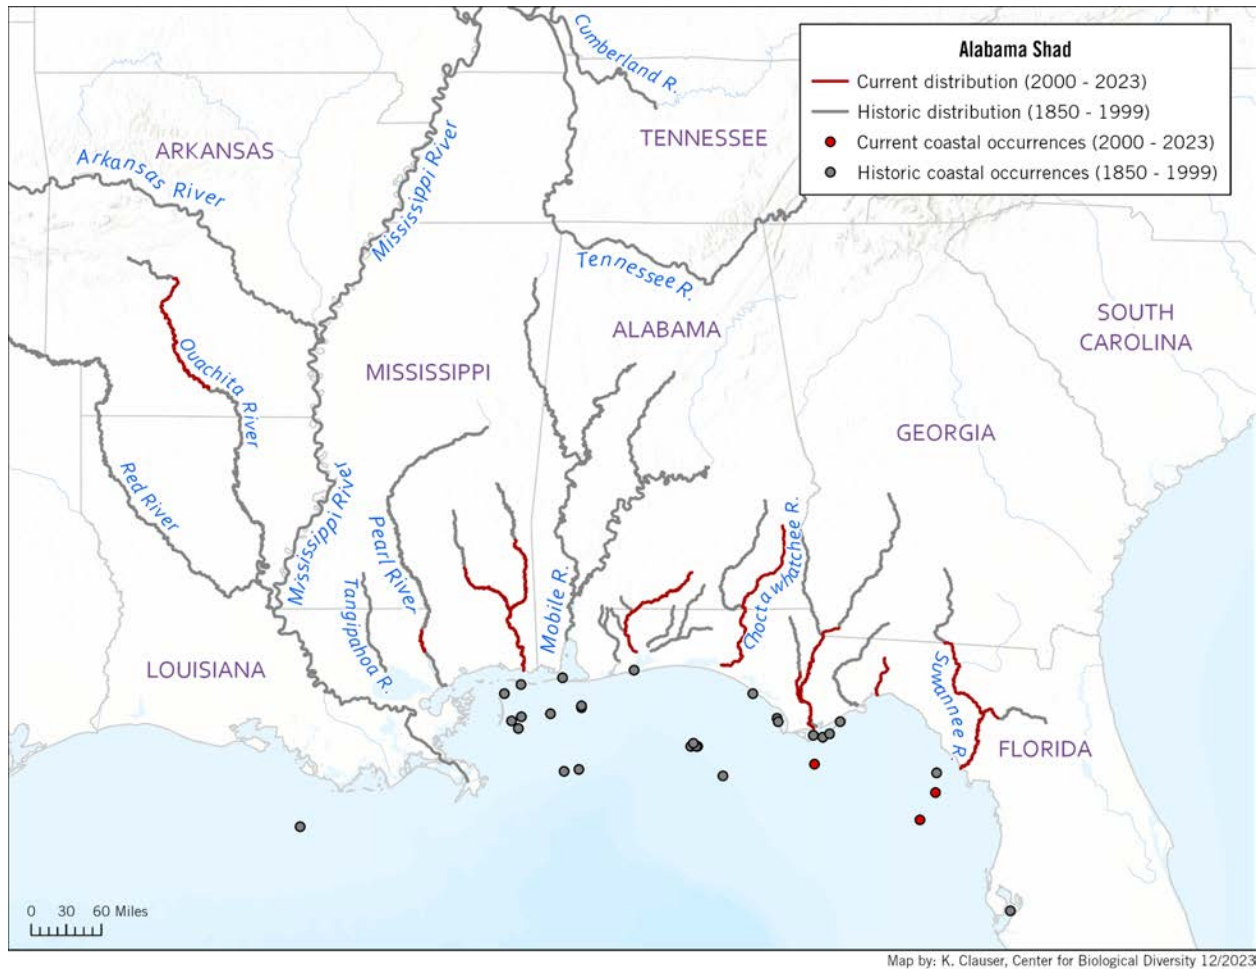 Alabama Shad
Current distribution (2000 - 2023)
Historic distribution (1850 - 1999)
Current coastal occurrences (2000 - 2023)
Historic coastal occurrences (1850 - 1999)
Cumberland R.
TENNESSEE
ARKANSAS
Arkansas River
Mississippi River
Tennessee R.
ALABAMA
SOUTH
CAROLINA
Ouachita River
MISSISSIPPI
GEORGIA
Red River
Mississippi River
Pearl River
Tangipahoa R.
Mobile R.
Choctawhatchee R.
LOUISIANA
Suwannee R.
FLORIDA
0 30 60 Miles
Map by: K. Clauser, Center for Biological Diversity 12/2023